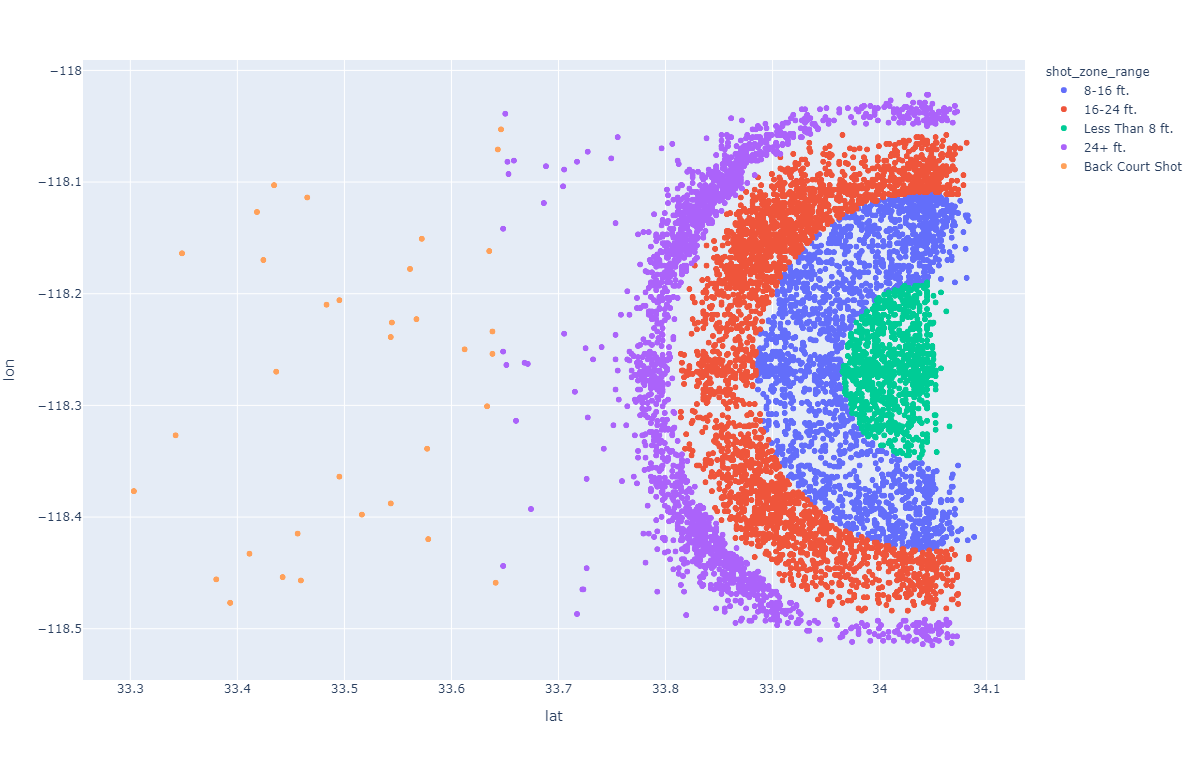 shot_zone_range
8-16 ft.
16-24 ft.
Less Than 8 ft.
24+ ft.
Back Court Shot
lon
−118
−118.1
−118.2
−118.3
−118.4
−118.5
33.3 33.4 33.5 33.6 33.7 33.8 33.9 34 34.1
lat